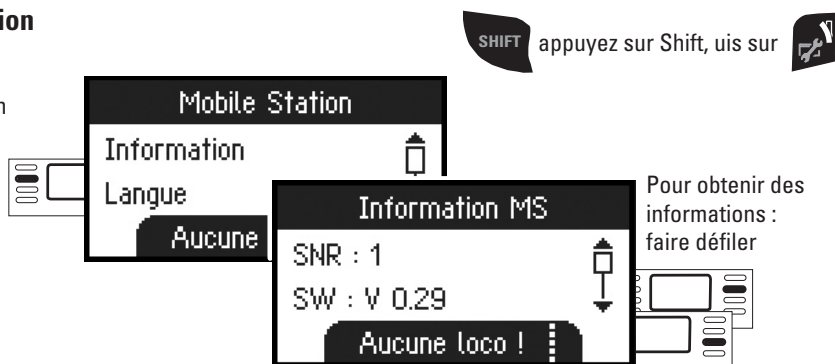 ion
SHIFT appuyez sur Shift, uis sur
n
Mobile Station
Information
Langue
Aucune
Information MS
SNR : 1
SW : V 0.29
Aucune loco !
Pour obtenir des
informations :
faire défiler